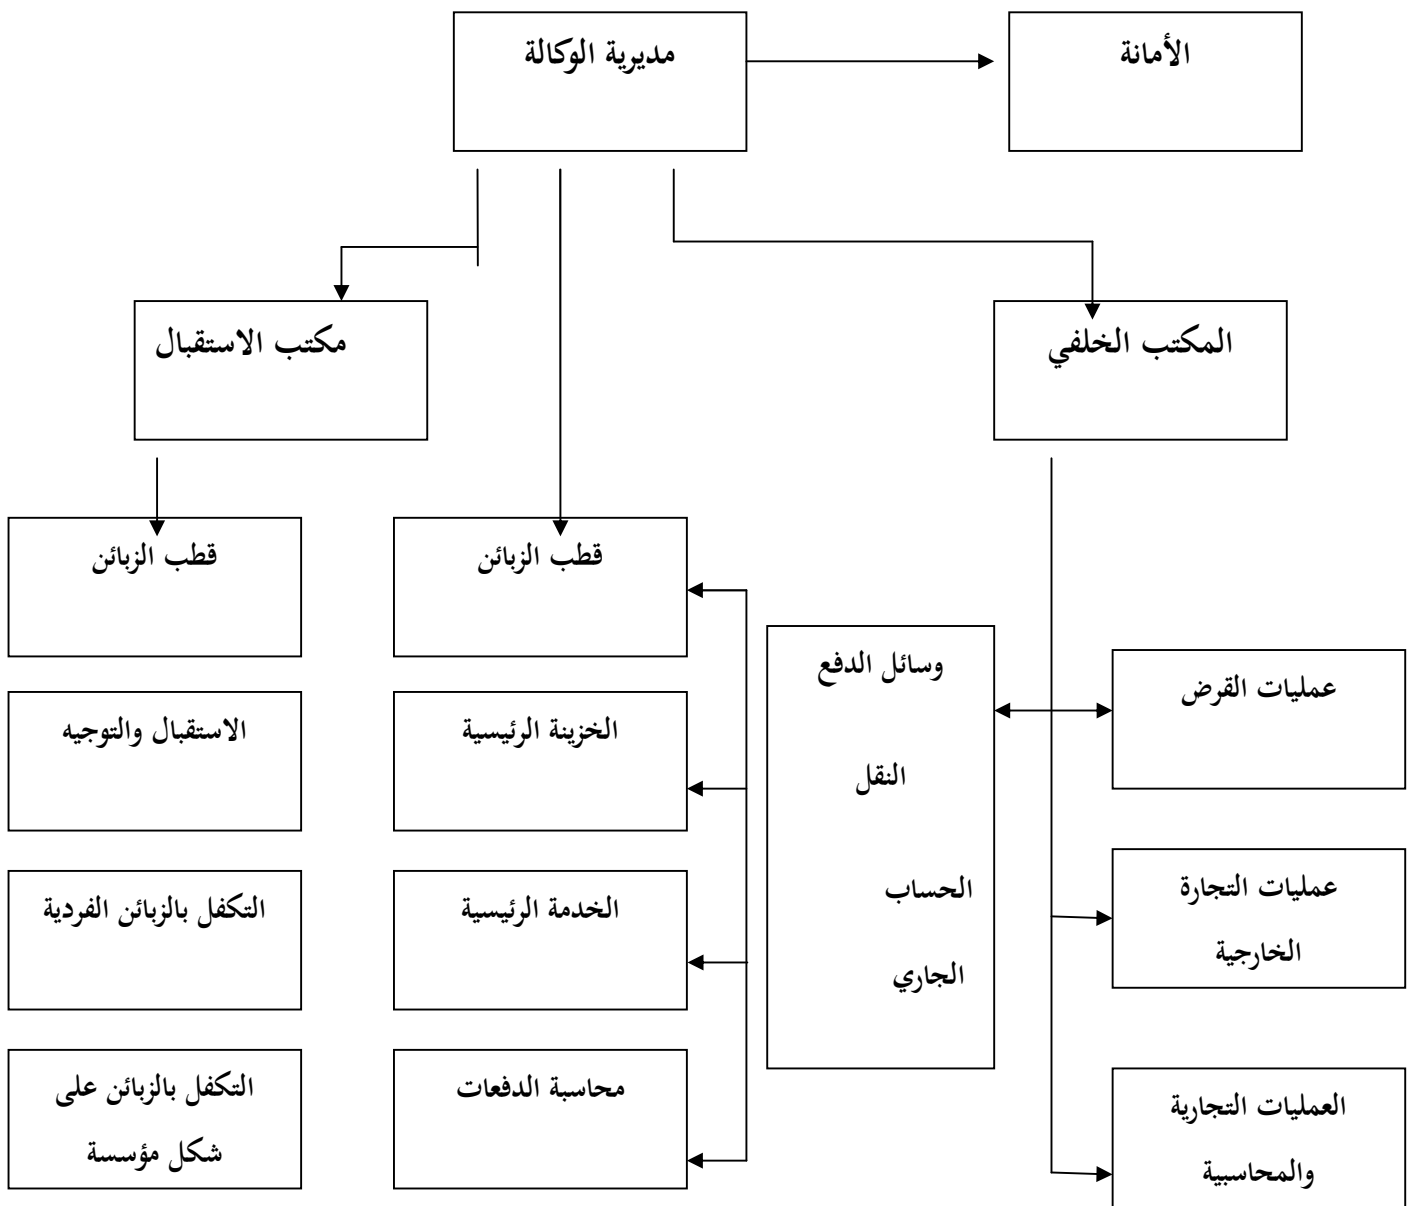 الأمانة
مديرية الوكالة
المكتب الخلفي
مكتب الاستقبال
قطب الزبائن
قطب الزبائن
وسائل الدفع
النقل
الحساب
الجاري
عمليات القرض
الخزينة الرئيسية
الاستقبال والتوجيه
عمليات التجارة
الخارجية
الخدمة الرئيسية
التكفل بالزبائن الفردية
العمليات التجارية
والمحاسبية
محاسبة الدفعات
التكفل بالزبائن على
شكل مؤسسة